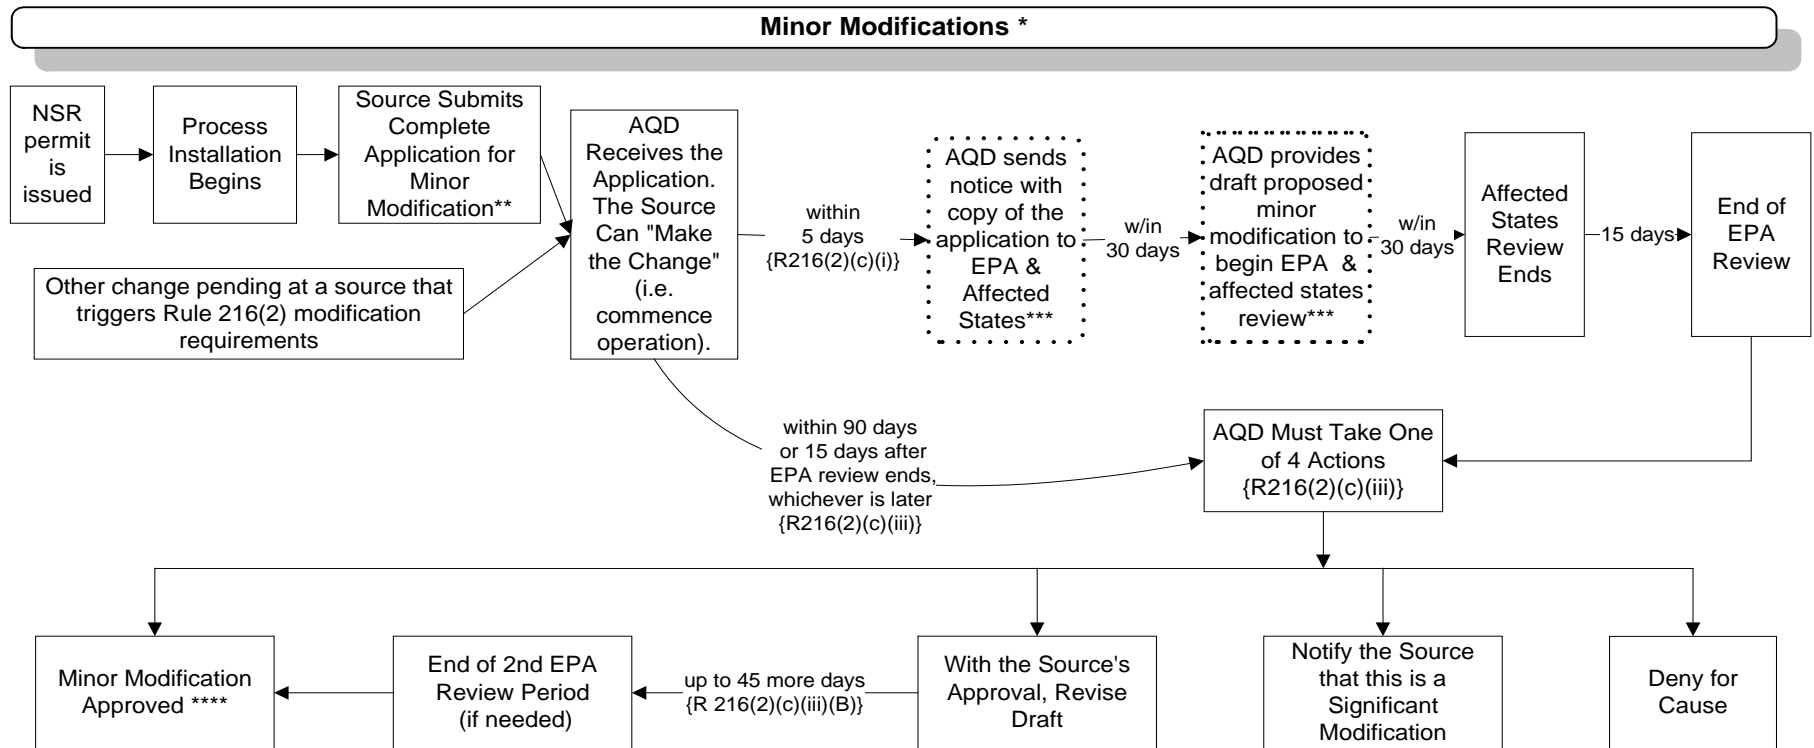 Minor Modifications *
NSR
permit
is
issued
Process
Installation
Begins
Source Submits
Complete
Application for
Minor
Modification**
Other change pending at a source that
triggers Rule 216(2) modification
requirements
AQD
Receives the
Application.
The Source
Can "Make
the Change"
(i.e.
commence
operation).
within
5 days
{R216(2)(c)(i)}
AQD sends
notice with
copy of the
application to
EPA &
Affected
States***
w/in
30 days
AQD provides
draft proposed
minor
modification to
begin EPA &
affected states
review***
w/in
30 days
Affected
States
Review
Ends
15 days
End of
EPA
Review
within 90 days
or 15 days after
EPA review ends,
whichever is later
{R216(2)(c)(iii)}
AQD Must Take One
of 4 Actions
{R216(2)(c)(iii)}
Minor Modification
Approved ****
End of 2nd EPA
Review Period
(if needed)
up to 45 more days
{R 216(2)(c)(iii)(B)}
With the Source's
Approval, Revise
Draft
Notify the Source
that this is a
Significant
Modification
Deny for
Cause